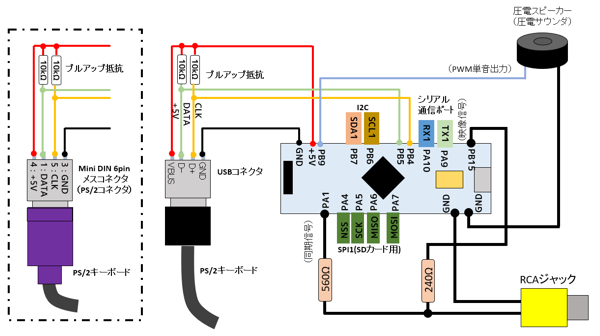 圧電スピーカー
(圧電サウンダ)
10kΩ
10kΩ
プルアップ抵抗
10kΩ
10kΩ
プルアップ抵抗
(PWM単音出力)
+5V
DATA
CLK
I2C
SDA1
SCL1
シリアル
通信ポート
RX1
TX1
(映像信号)
GND
+5V
PB9
PB7
PB6
PB5
PB4
PA10
PA9
PB15
4：+5V
1：DATA
5：CLK
3：GND
Mini DIN 6pin
メスコネクタ
(PS/2コネクタ)
VBUS
D-
D+
GND
USBコネクタ
PA1
PA4
PA5
PA6
PA7
GND
GND
NSS
SCK
MISO
MOSI
SPI1(SDカード用)
(同期信号)
560Ω
240Ω
PS/2キーボード
PS/2キーボード
RCAジャック